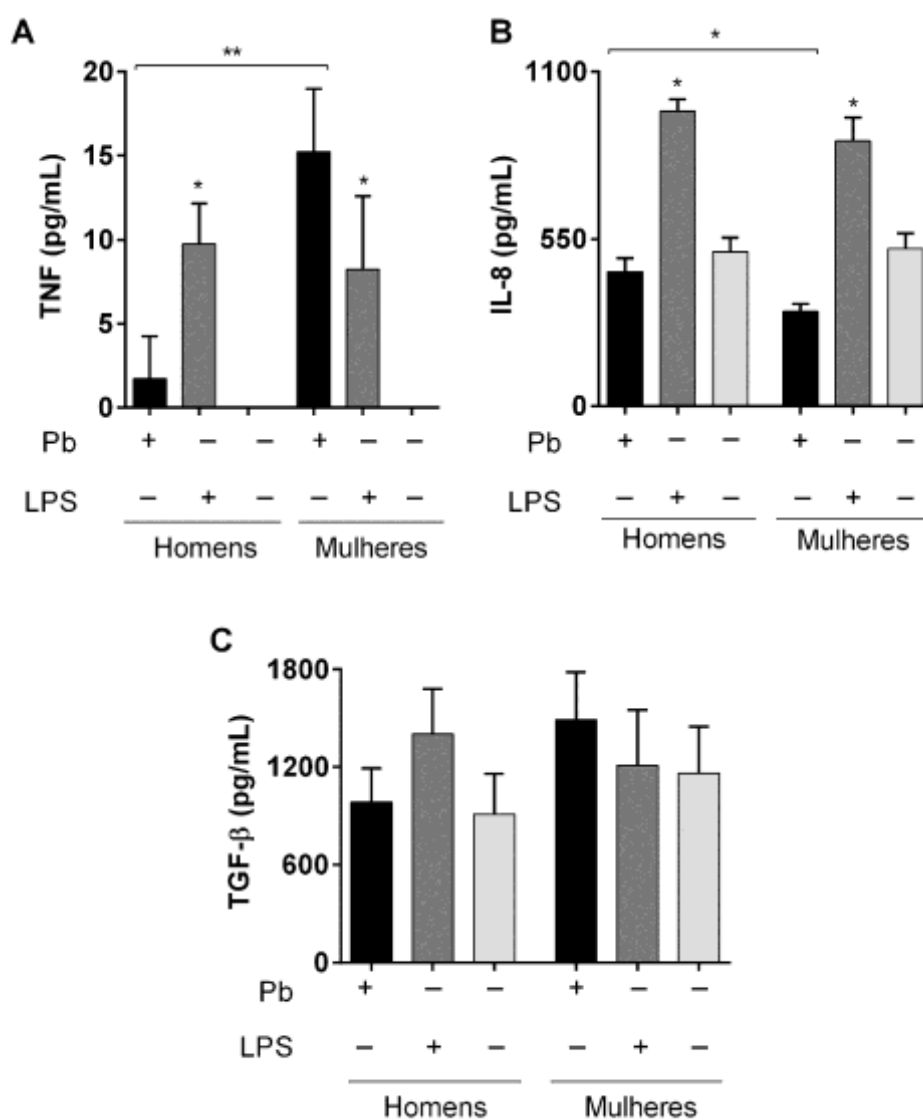 A
**
20
15
10
5
0
TNF (pg/mL)
* *
Pb + – – + – –
LPS – + – – + –
Homens Mulheres
B
*
1100
550
0
IL-8 (pg/mL)
* *
Pb + – – + – –
LPS – + – – + –
Homens Mulheres
C
1800
1200
600
0
TGF-β (pg/mL)
Pb + – – + – –
LPS – + – – + –
Homens Mulheres